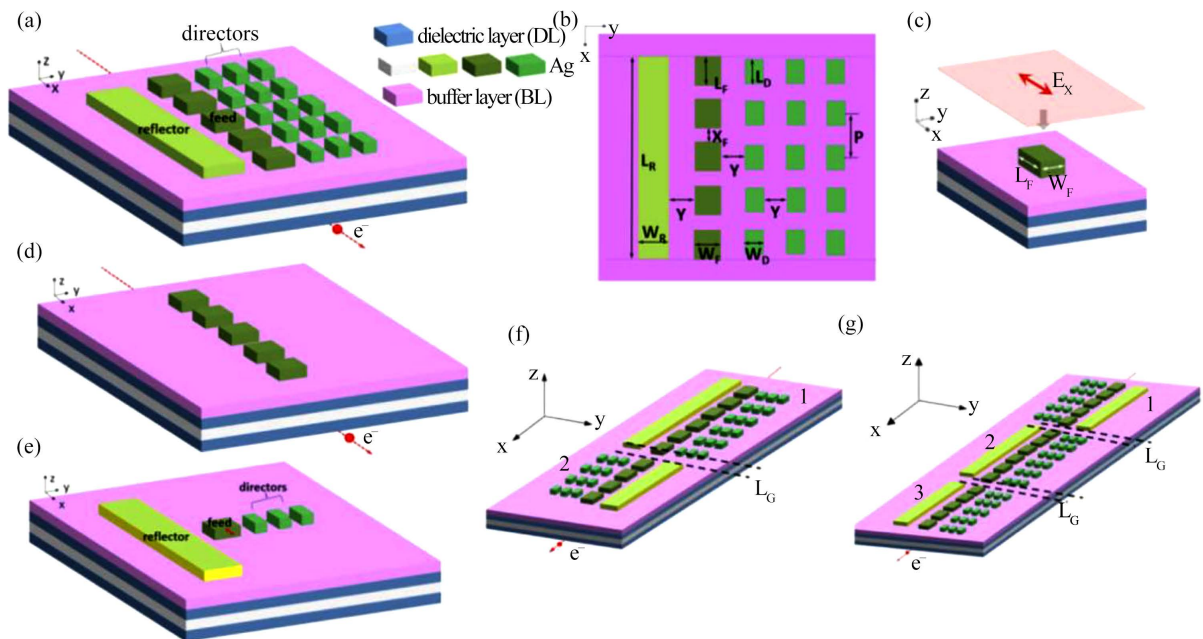 (a)
directors
reflector
feed
z
y
x
e⁻
dielectric layer (DL)
Ag
buffer layer (BL)
(b)
y
x
L_F
L_D
X_F
P
L_R
Y
Y
Y
W_R
W_F
W_D
(c)
E_X
z
y
x
L_F
W_F
(d)
z
y
x
e⁻
(e)
z
y
x
directors
feed
reflector
(f)
z
y
x
1
2
L_G
e⁻
(g)
z
y
x
1
2
3
L_G
L_G
e⁻